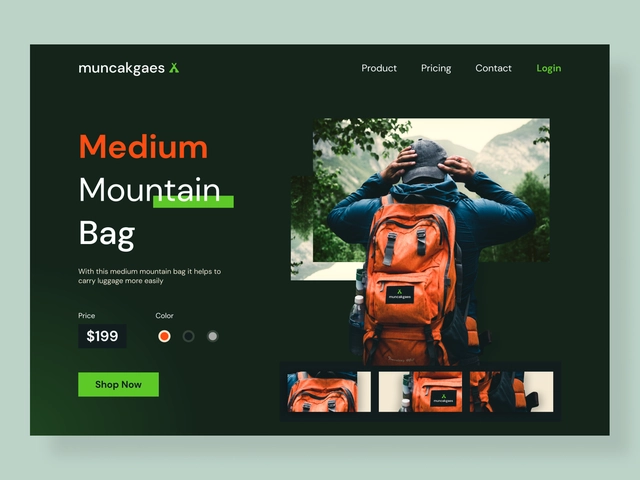 muncakgaes
Product Pricing Contact Login
Medium
Mountain
Bag
With this medium mountain bag it helps to
carry luggage more easily
Price Color
$199
Shop Now
muncakgaes
muncakgaes